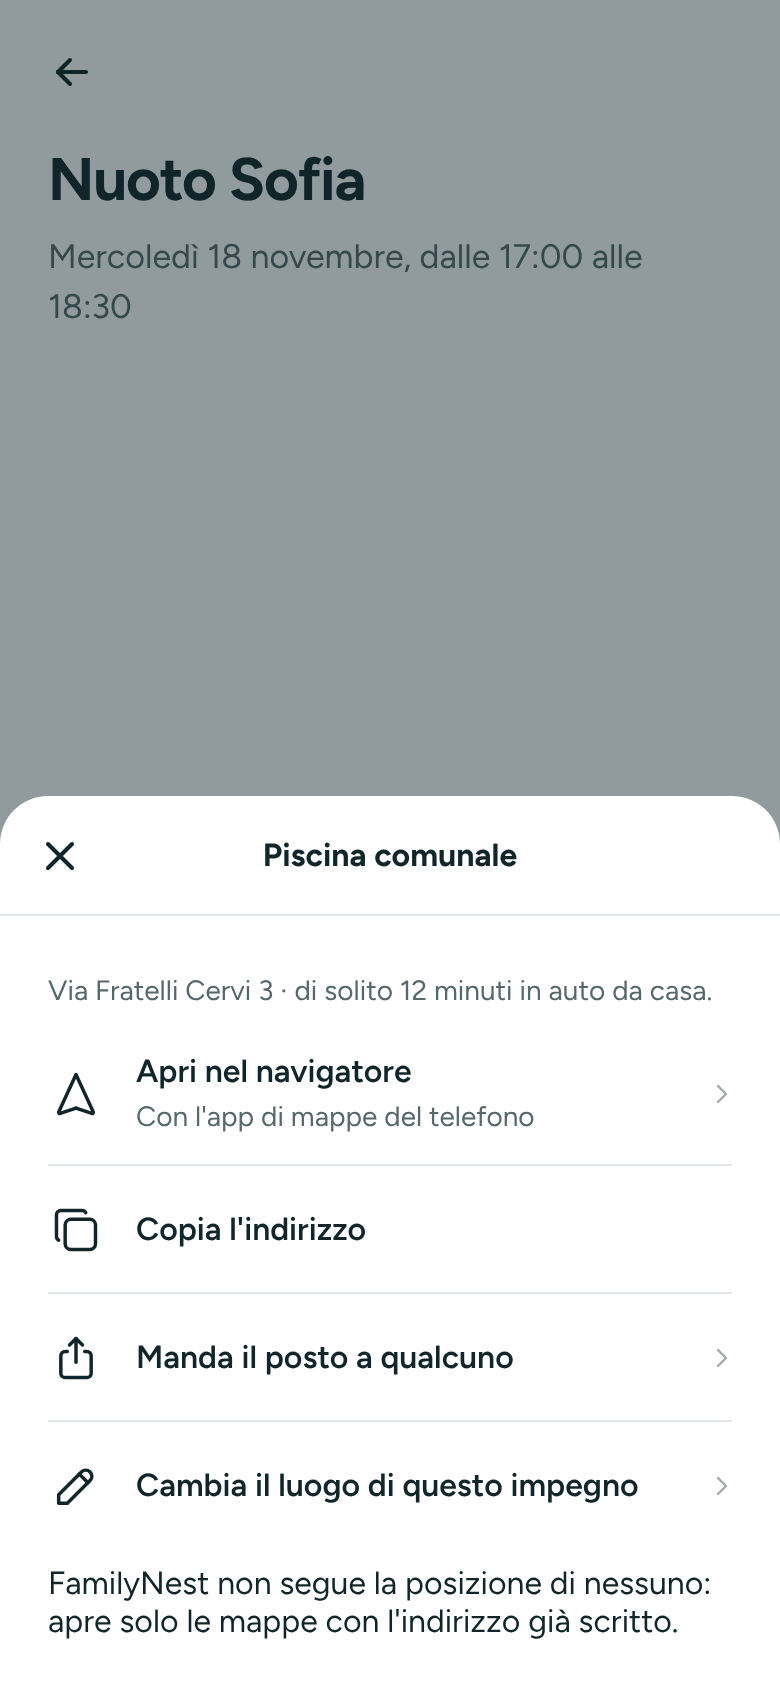 Nuoto Sofia
Mercoledì 18 novembre, dalle 17:00 alle
18:30
Piscina comunale
Via Fratelli Cervi 3 · di solito 12 minuti in auto da casa.
Apri nel navigatore
Con l'app di mappe del telefono
Copia l'indirizzo
Manda il posto a qualcuno
Cambia il luogo di questo impegno
FamilyNest non segue la posizione di nessuno:
apre solo le mappe con l'indirizzo già scritto.